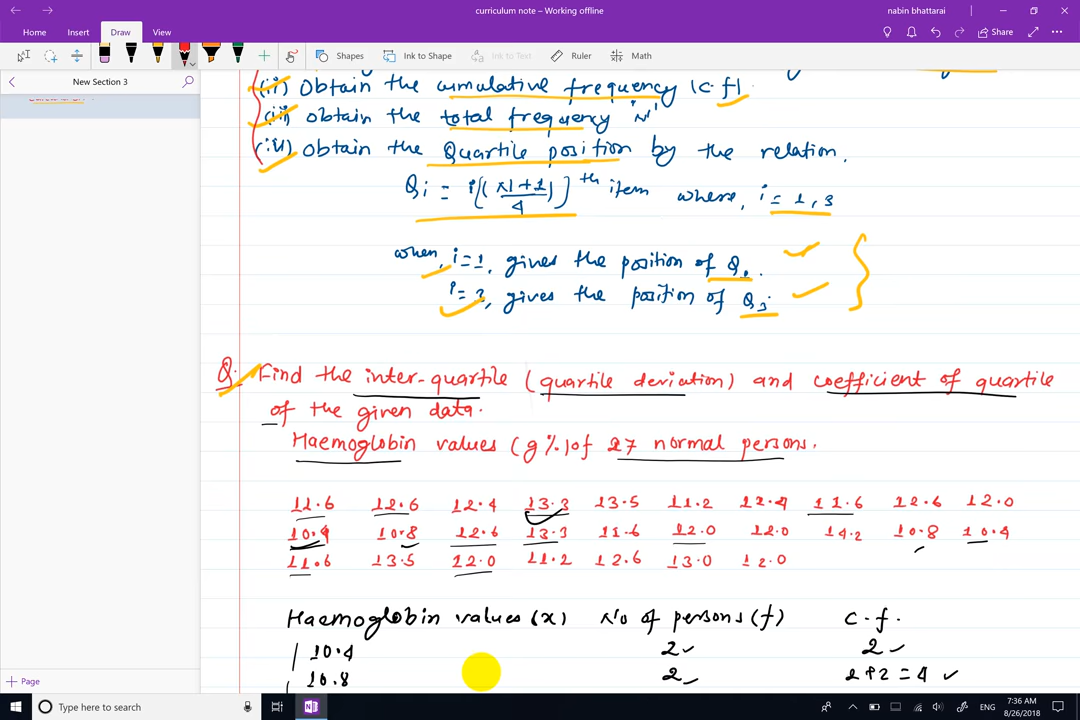 curriculum note – Working offline
nabin bhattarai
Home Insert Draw View
Share
Shapes Ink to Shape Ink to Text Ruler Math
New Section 3
(ii) Obtain the cumulative frequency (c.f).
(iii) obtain the total frequency 'N'
(iv) Obtain the Quartile position by the relation.
Qi = i((N+1)/4)th item where, i = 1, 3
when, i=1, gives the position of Q1.
i=3, gives the position of Q3.
Q. Find the inter-quartile (quartile deviation) and coefficient of quartile
of the given data.
Haemoglobin values (g%) of 27 normal persons.
11.6 12.6 12.4 13.3 13.5 11.2 12.4 11.6 12.6 12.0
10.4 10.8 12.6 13.3 11.6 12.0 12.0 14.2 10.8 10.4
11.6 13.5 12.0 11.2 12.6 13.0 12.0
Haemoglobin values (x) No of persons (f) c.f.
10.4 2 2
10.8 2 2+2=4
Page
Type here to search
ENG
7:36 AM
8/26/2018